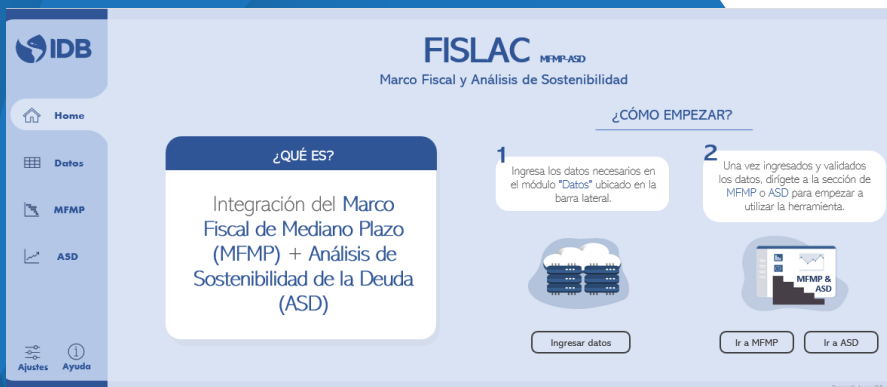 IDB
Home
Datos
MFMP
ASD
Ajustes
Ayuda
FISLAC MFMP-ASD
Marco Fiscal y Análisis de Sostenibilidad
¿QUÉ ES?
Integración del Marco
Fiscal de Mediano Plazo
(MFMP) + Análisis de
Sostenibilidad de la Deuda
(ASD)
¿CÓMO EMPEZAR?
1
Ingresa los datos necesarios en
el módulo "Datos" ubicado en la
barra lateral.
Ingresar datos
2
Una vez ingresados y validados
los datos, dirígete a la sección de
MFMP o ASD para empezar a
utilizar la herramienta.
MFMP &
ASD
Ir a MFMP
Ir a ASD